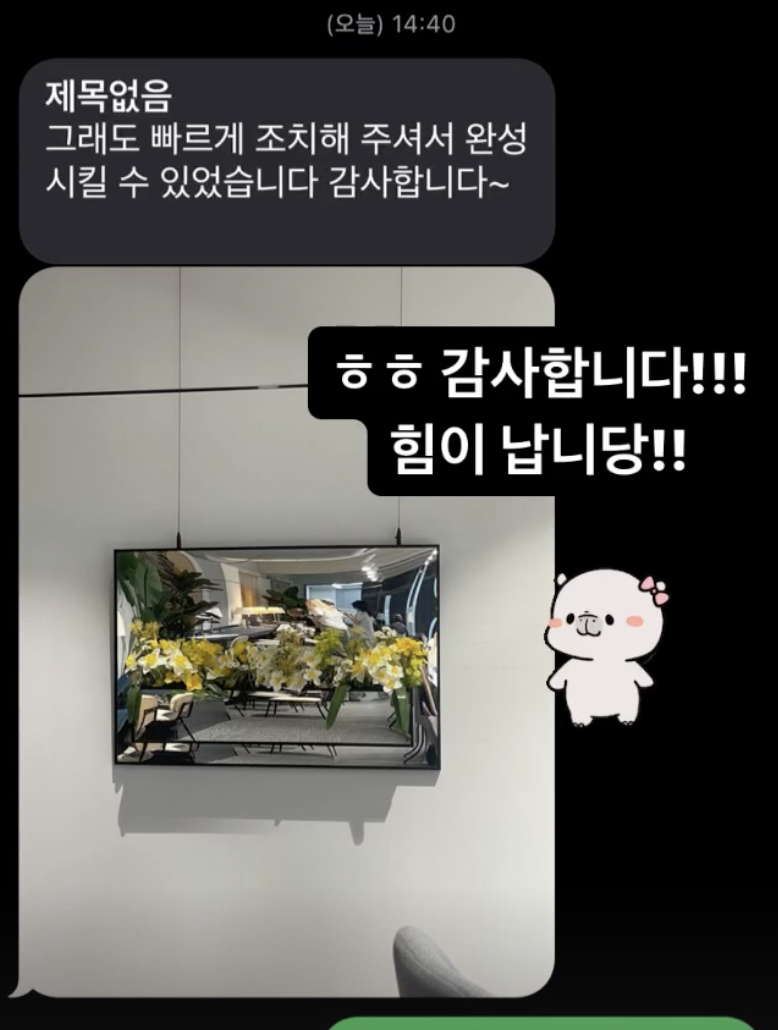 (오늘) 14:40
제목없음
그래도 빠르게 조치해 주셔서 완성
시킬 수 있었습니다 감사합니다~
ㅎㅎ 감사합니다!!!
힘이 납니당!!